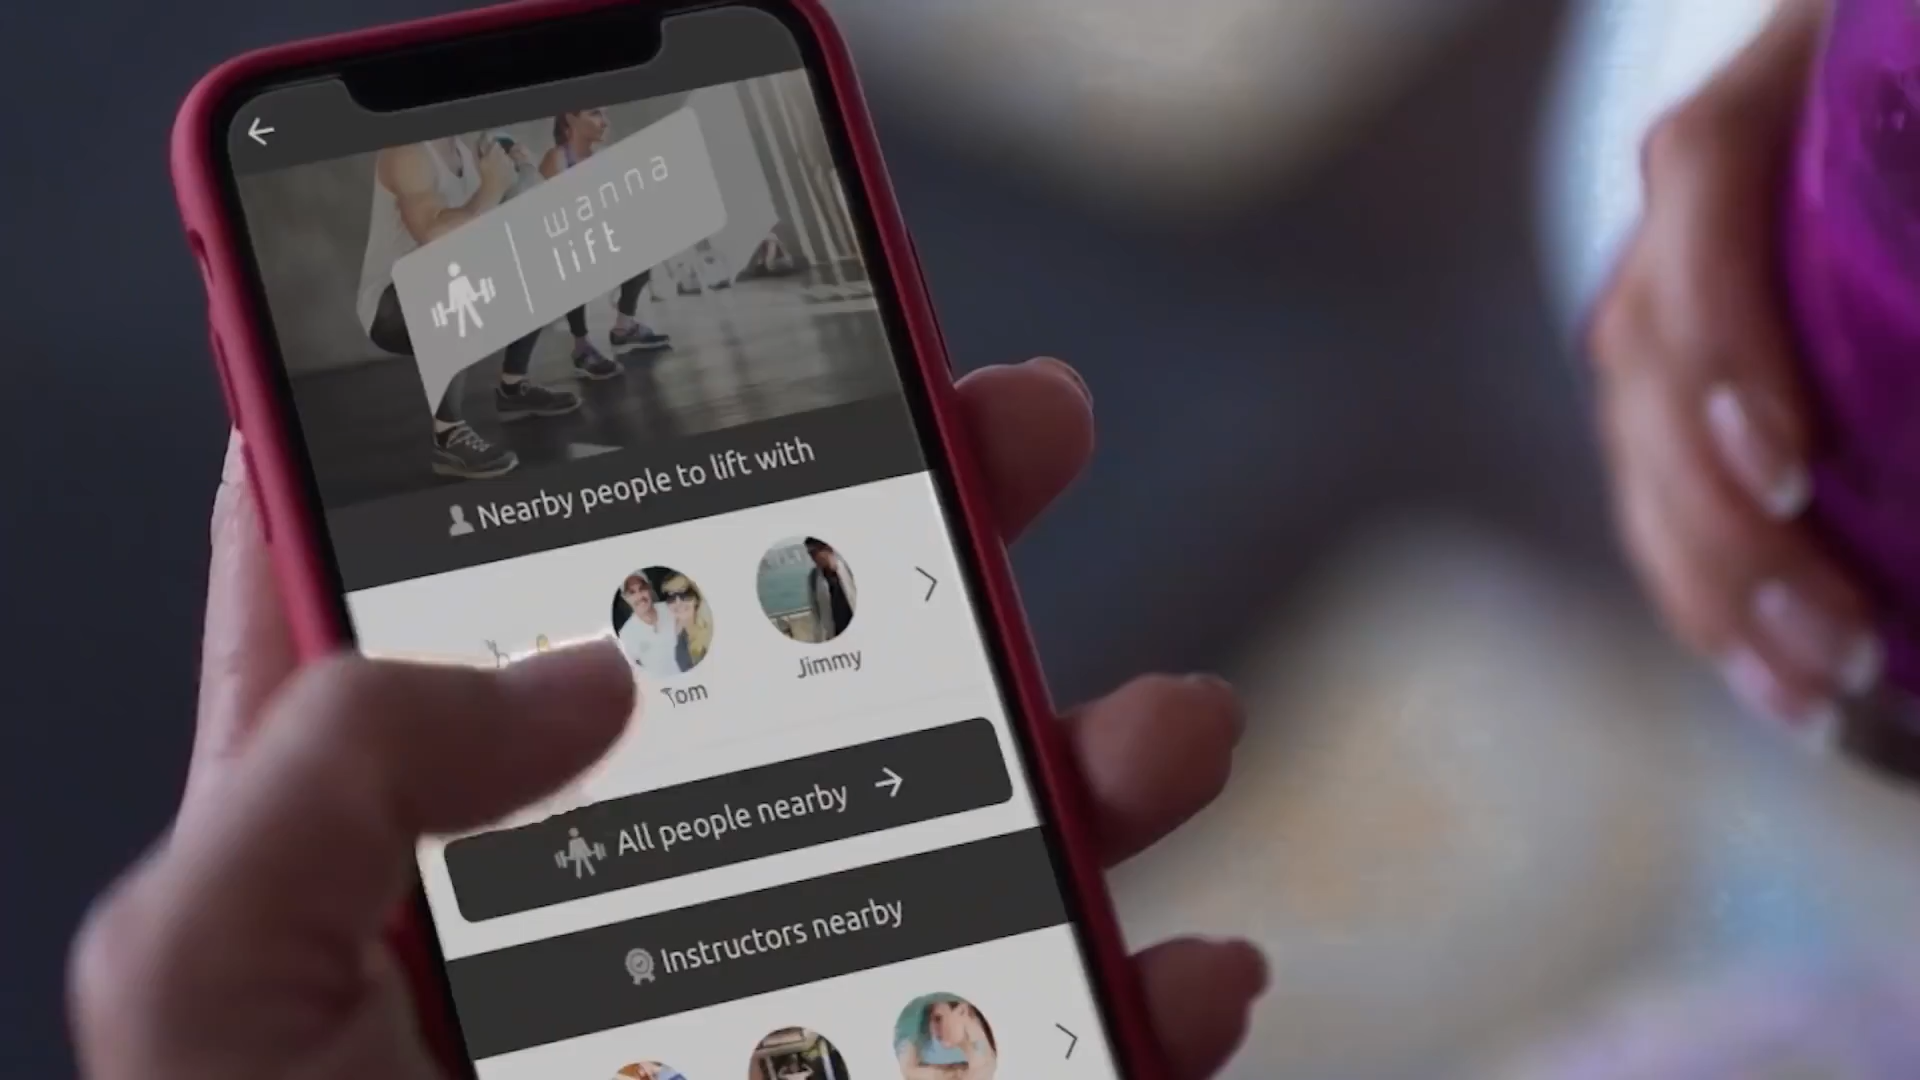 wanna
lift
Nearby people to lift with
Tom
Jimmy
All people nearby
Instructors nearby